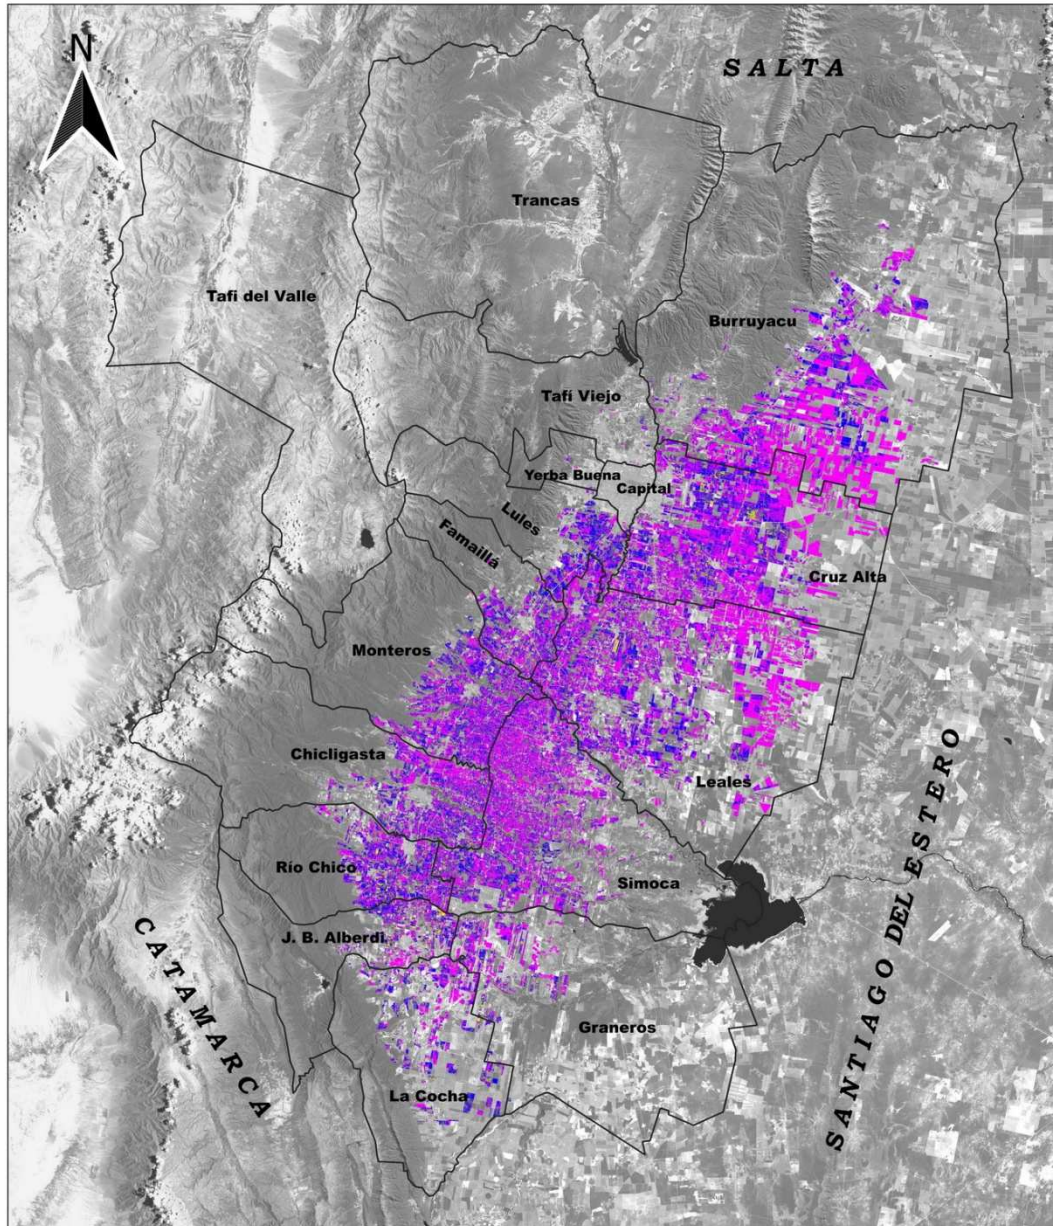 N
SALTA
Trancas
Tafi del Valle
Burruyacu
Tafí Viejo
Yerba Buena
Capital
Lules
Famaillá
Cruz Alta
Monteros
Chicligasta
Leales
Río Chico
Simoca
J. B. Alberdi
Graneros
La Cocha
CATAMARCA
SANTIAGO DEL ESTERO